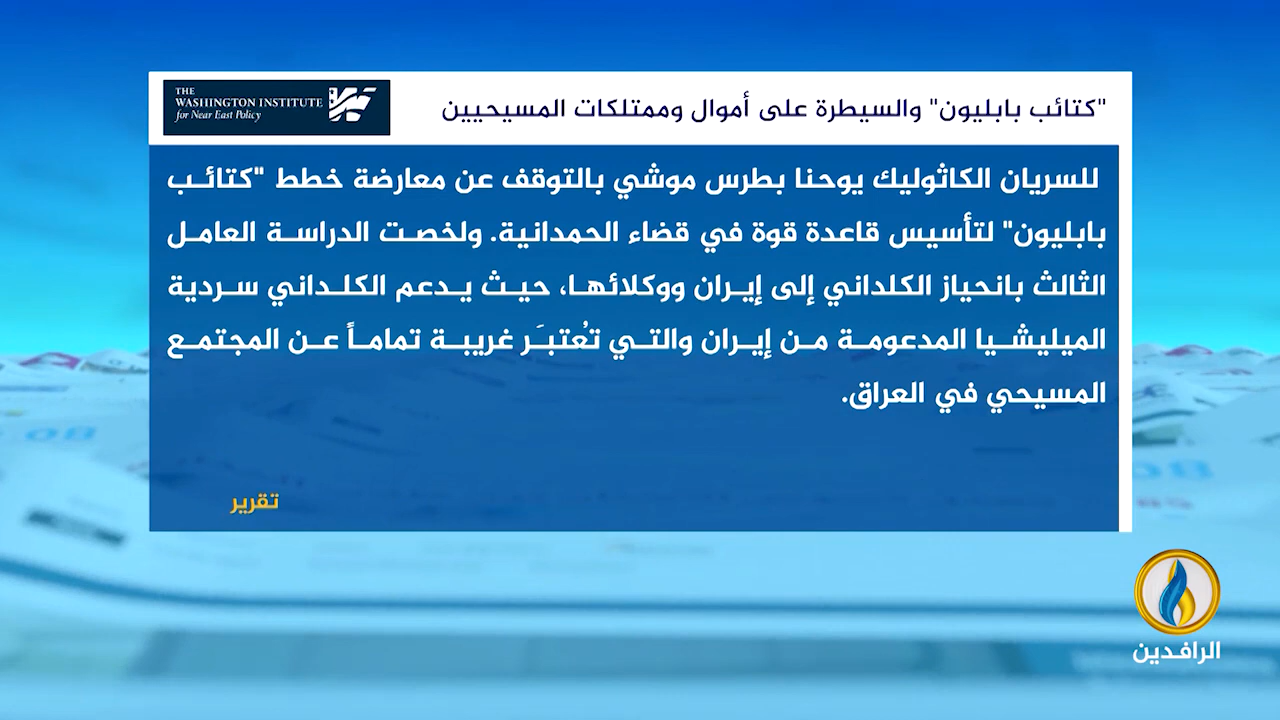 THE
WASHINGTON INSTITUTE
for Near East Policy
"كتائب بابليون" والسيطرة على أموال وممتلكات المسيحيين
للسريان الكاثوليك يوحنا بطرس موشي بالتوقف عن معارضة خطط "كتائب
بابليون" لتأسيس قاعدة قوة في قضاء الحمدانية. ولخصت الدراسة العامل
الثالث بانحياز الكلداني إلى إيران ووكلائها، حيث يدعم الكلداني سردية
الميليشيا المدعومة من إيران والتي تُعتبَر غريبة تماماً عن المجتمع
المسيحي في العراق.
تقرير
الرافدين